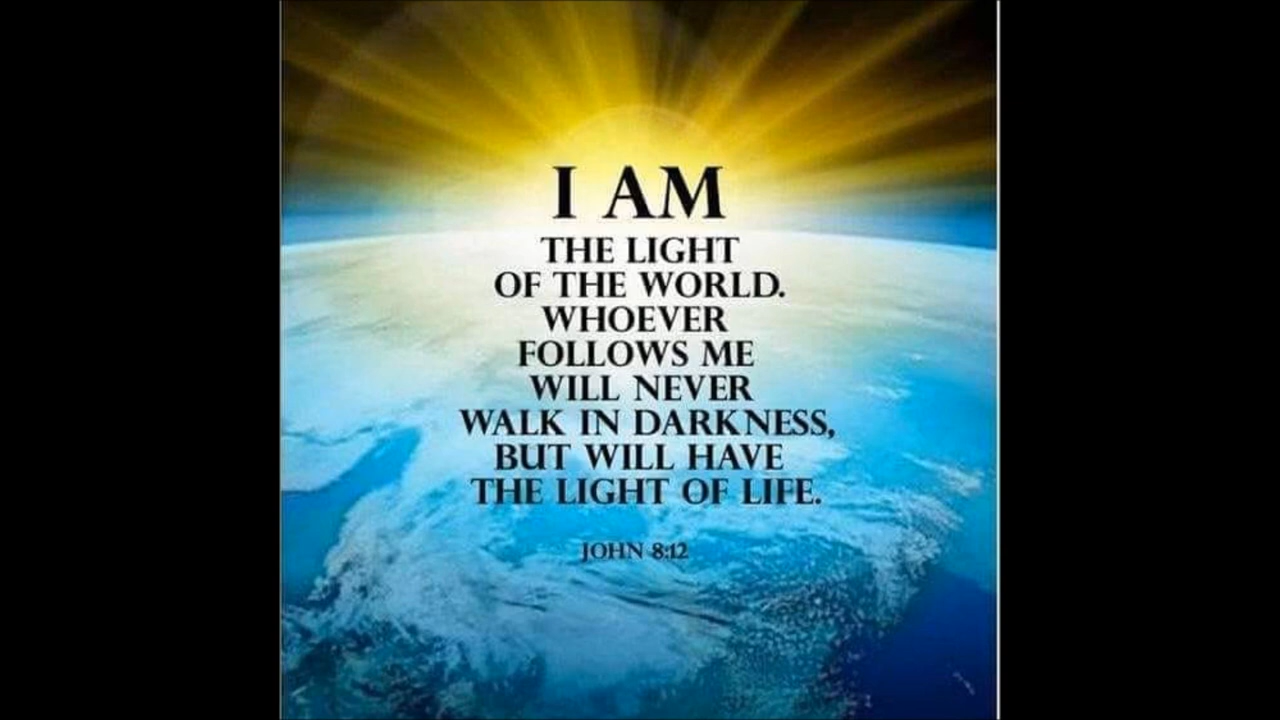 I AM
THE LIGHT
OF THE WORLD.
WHOEVER
FOLLOWS ME
WILL NEVER
WALK IN DARKNESS,
BUT WILL HAVE
THE LIGHT OF LIFE.
JOHN 8:12